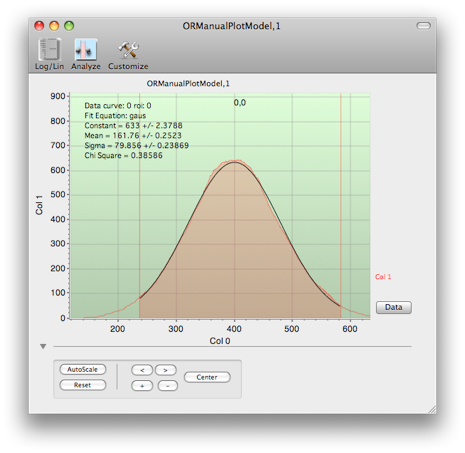 ORManualPlotModel,1
Log/Lin Analyze Customize
ORManualPlotModel,1
0,0
Data curve: 0 roi: 0
Fit Equation: gaus
Constant = 633 +/- 2.3788
Mean = 161.76 +/- 0.2523
Sigma = 79.856 +/- 0.23869
Chi Square = 0.38586
900
800
700
600
500
400
300
200
100
0
Col 1
200 300 400 500 600
Col 0
Col 1
Data
AutoScale < > Center
Reset + -